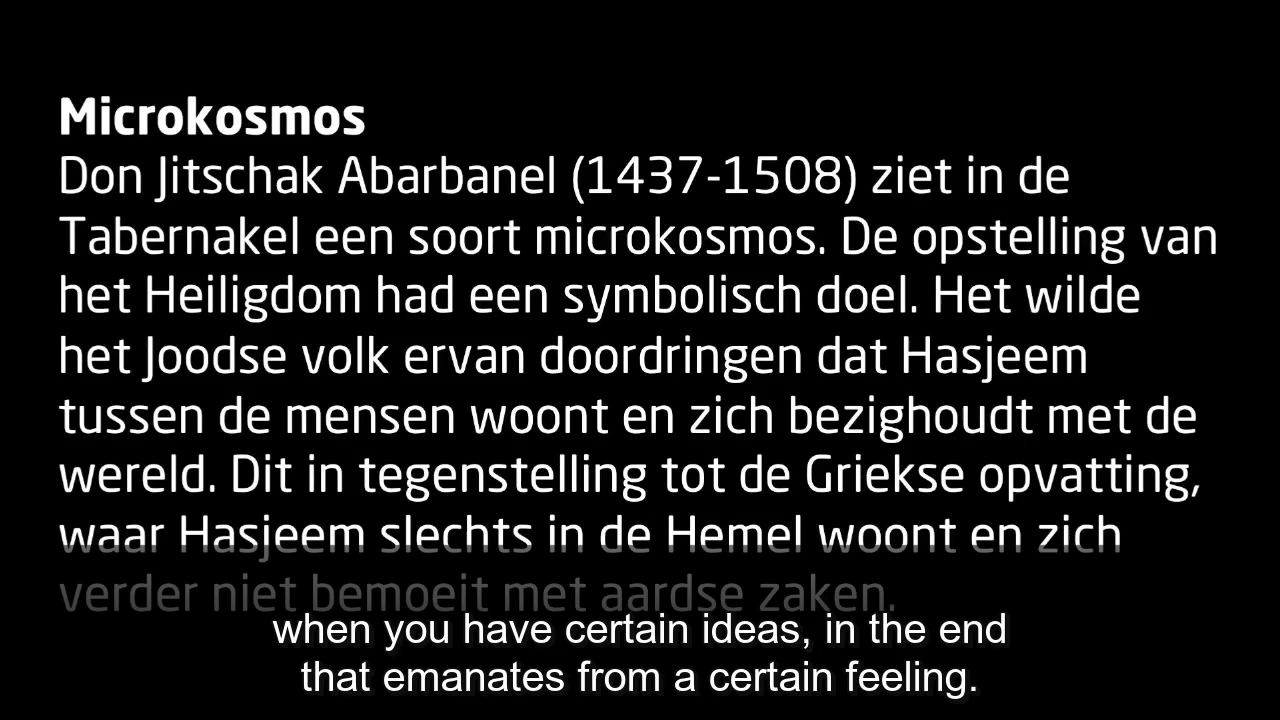 Microkosmos
Don Jitschak Abarbanel (1437-1508) ziet in de
Tabernakel een soort microkosmos. De opstelling van
het Heiligdom had een symbolisch doel. Het wilde
het Joodse volk ervan doordringen dat Hasjeem
tussen de mensen woont en zich bezighoudt met de
wereld. Dit in tegenstelling tot de Griekse opvatting,
waar Hasjeem slechts in de Hemel woont en zich
verder niet bemoeit met aardse zaken.
when you have certain ideas, in the end
that emanates from a certain feeling.